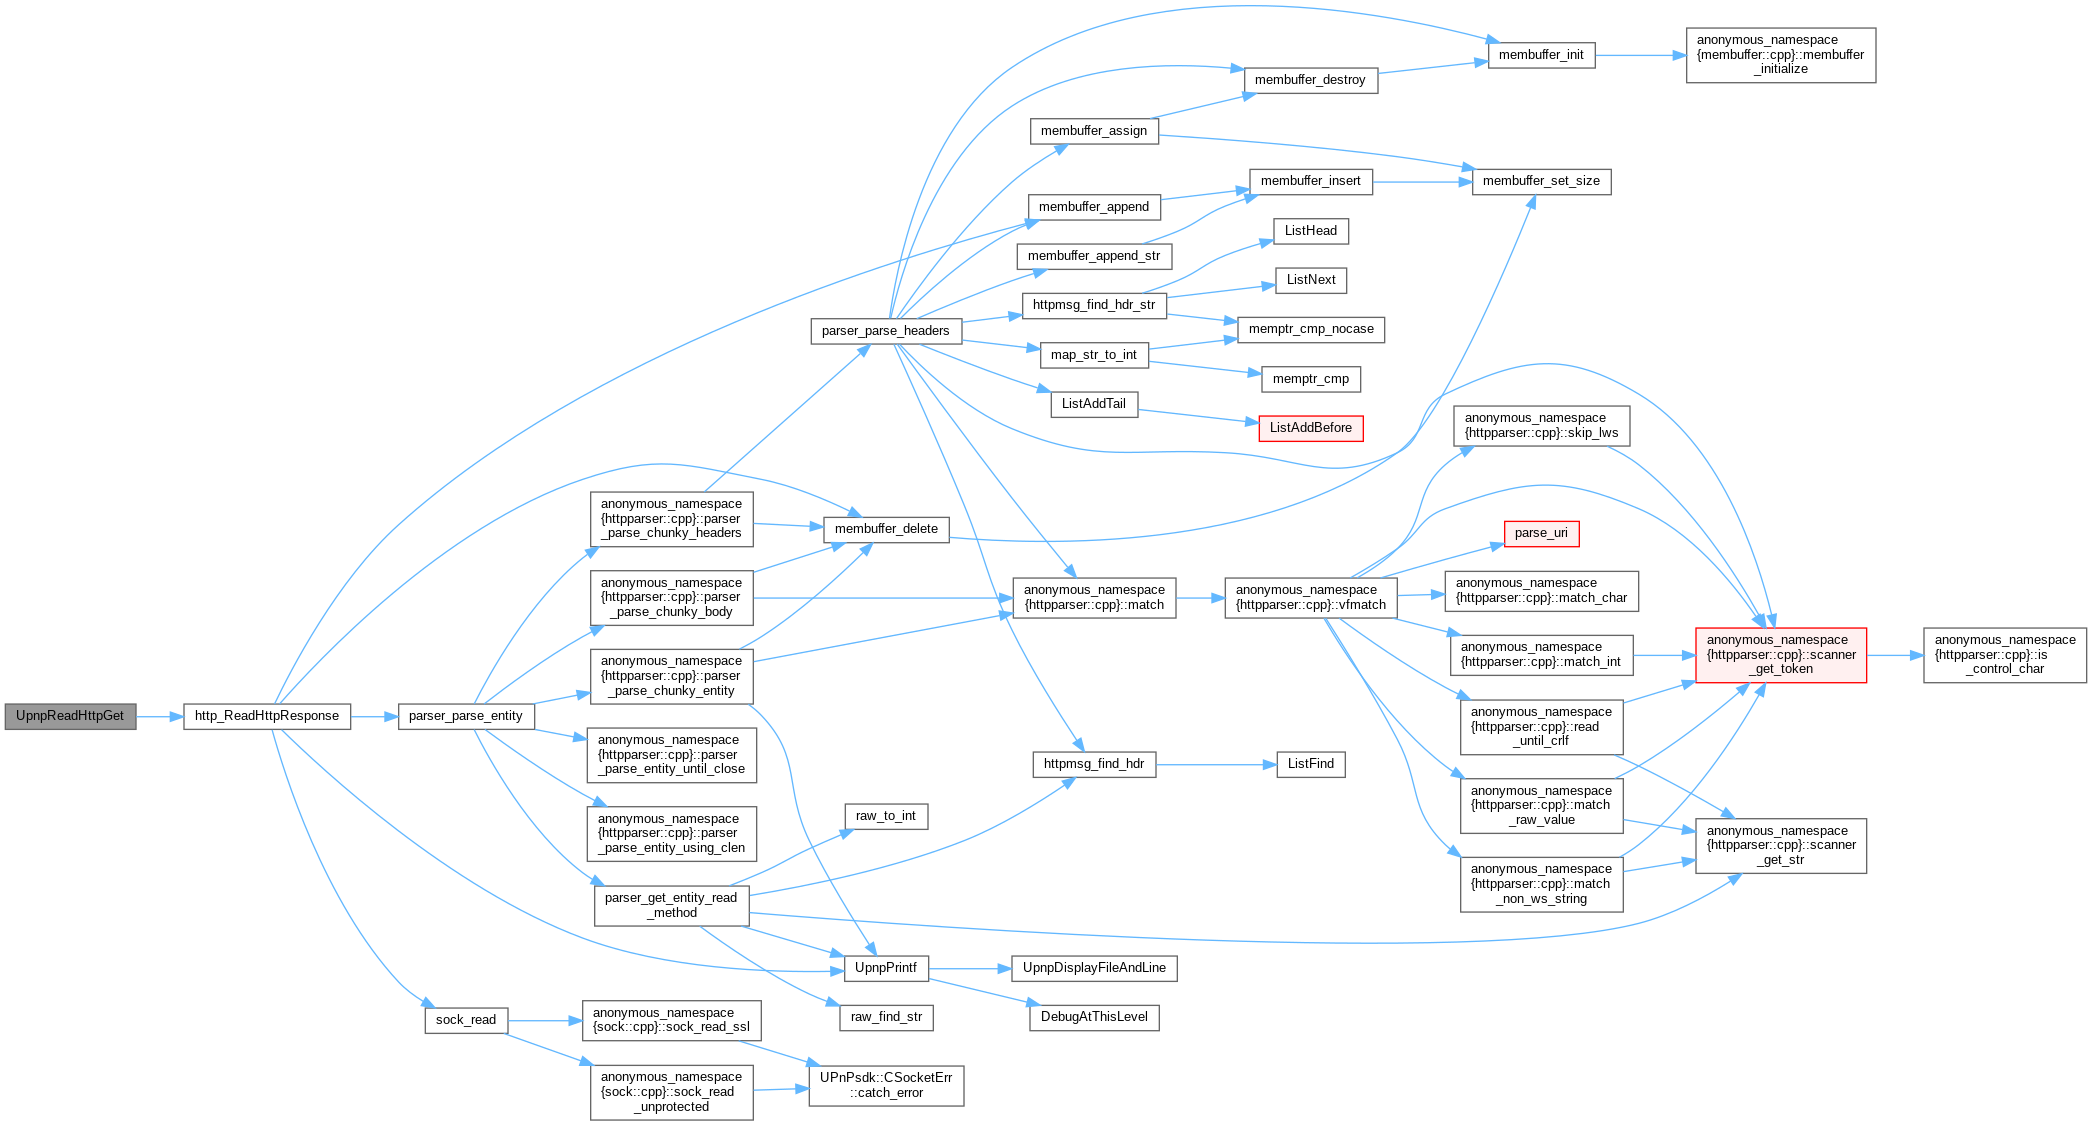 UpnpReadHttpGet
http_ReadHttpResponse
parser_parse_entity
sock_read
anonymous_namespace
{httpparser::cpp}::parser
_parse_chunky_headers
anonymous_namespace
{httpparser::cpp}::parser
_parse_chunky_body
anonymous_namespace
{httpparser::cpp}::parser
_parse_chunky_entity
anonymous_namespace
{httpparser::cpp}::parser
_parse_entity_until_close
anonymous_namespace
{httpparser::cpp}::parser
_parse_entity_using_clen
parser_get_entity_read
_method
anonymous_namespace
{sock::cpp}::sock_read_ssl
anonymous_namespace
{sock::cpp}::sock_read
_unprotected
parser_parse_headers
membuffer_delete
raw_to_int
UpnpPrintf
raw_find_str
UPnPsdk::CSocketErr
::catch_error
membuffer_assign
membuffer_append
membuffer_append_str
httpmsg_find_hdr_str
map_str_to_int
ListAddTail
anonymous_namespace
{httpparser::cpp}::match
httpmsg_find_hdr
UpnpDisplayFileAndLine
DebugAtThisLevel
membuffer_destroy
membuffer_insert
ListHead
ListNext
memptr_cmp_nocase
memptr_cmp
ListAddBefore
anonymous_namespace
{httpparser::cpp}::vfmatch
ListFind
membuffer_init
membuffer_set_size
anonymous_namespace
{httpparser::cpp}::skip_lws
parse_uri
anonymous_namespace
{httpparser::cpp}::match_char
anonymous_namespace
{httpparser::cpp}::match_int
anonymous_namespace
{httpparser::cpp}::read
_until_crlf
anonymous_namespace
{httpparser::cpp}::match
_raw_value
anonymous_namespace
{httpparser::cpp}::match
_non_ws_string
anonymous_namespace
{membuffer::cpp}::membuffer
_initialize
anonymous_namespace
{httpparser::cpp}::scanner
_get_token
anonymous_namespace
{httpparser::cpp}::scanner
_get_str
anonymous_namespace
{httpparser::cpp}::is
_control_char